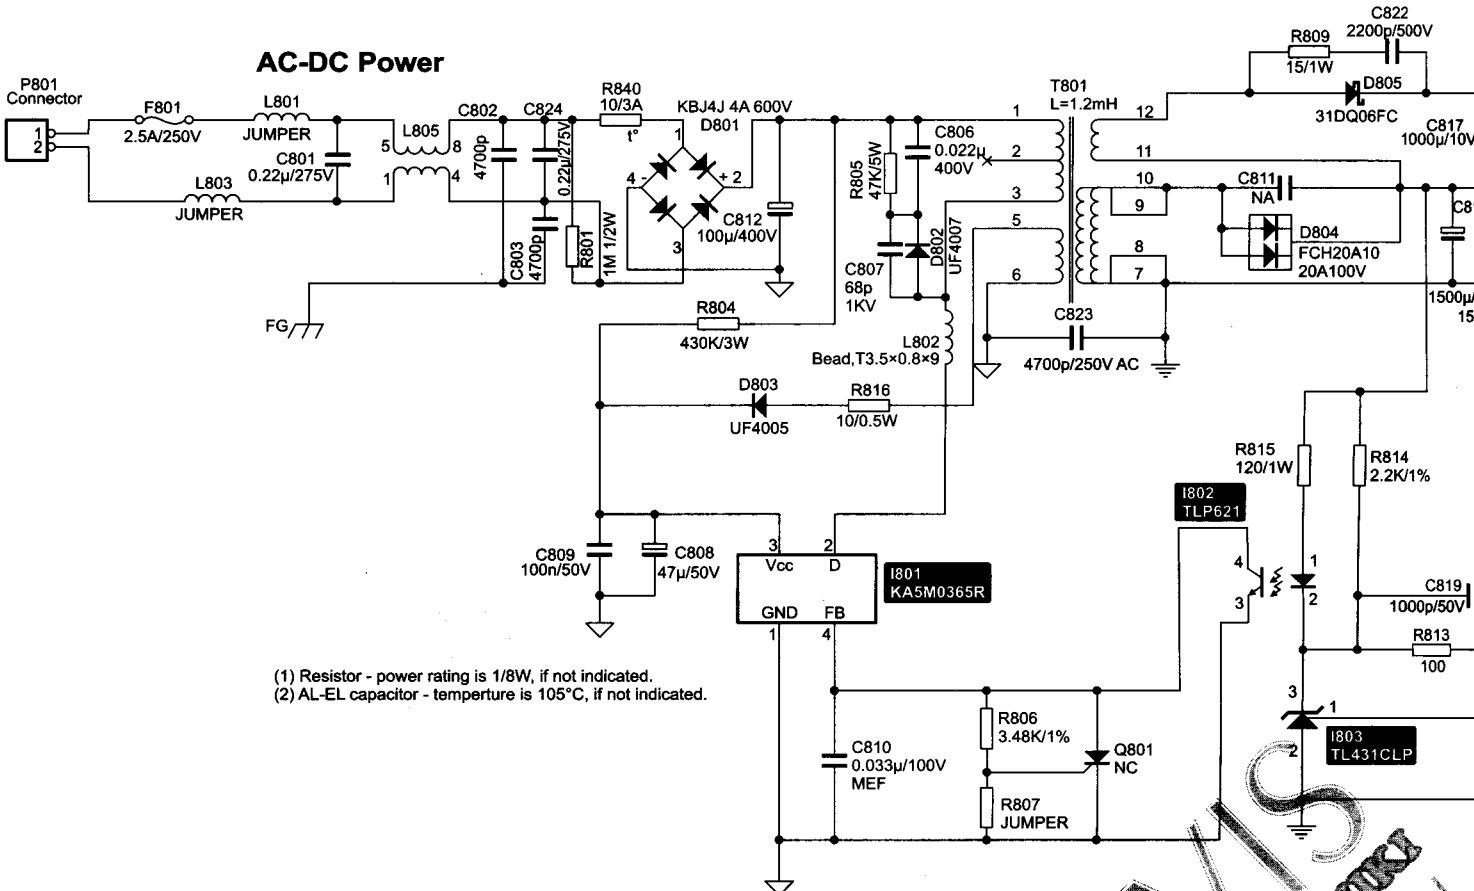 AC-DC Power
P801
Connector
1
2
F801
2.5A/250V
L801
JUMPER
L803
JUMPER
C801
0.22µ/275V
L805
5
8
1
4
C802
4700p
C824
0.22µ/275V
C803
4700p
R801
1M 1/2W
R840
10/3A
t°
KBJ4J 4A 600V
D801
1
4
-
+
2
3
C812
100µ/400V
FG
R804
430K/3W
R805
47K/5W
C806
0.022µ
400V
C807
68p
1KV
D802
UF4007
L802
Bead,T3.5×0.8×9
T801
L=1.2mH
1
2
3
5
6
12
11
10
9
8
7
C823
4700p/250V AC
R809
15/1W
C822
2200p/500V
D805
31DQ06FC
C817
1000µ/10V
C811
NA
D804
FCH20A10
20A100V
1500µ/
15
D803
UF4005
R816
10/0.5W
C809
100n/50V
C808
47µ/50V
3
2
Vcc
D
GND
FB
1
4
I801
KA5M0365R
I802
TLP621
4
3
1
2
R815
120/1W
R814
2.2K/1%
C819
1000p/50V
R813
100
3
1
2
I803
TL431CLP
C810
0.033µ/100V
MEF
R806
3.48K/1%
R807
JUMPER
Q801
NC
(1) Resistor - power rating is 1/8W, if not indicated.
(2) AL-EL capacitor - temperture is 105°C, if not indicated.